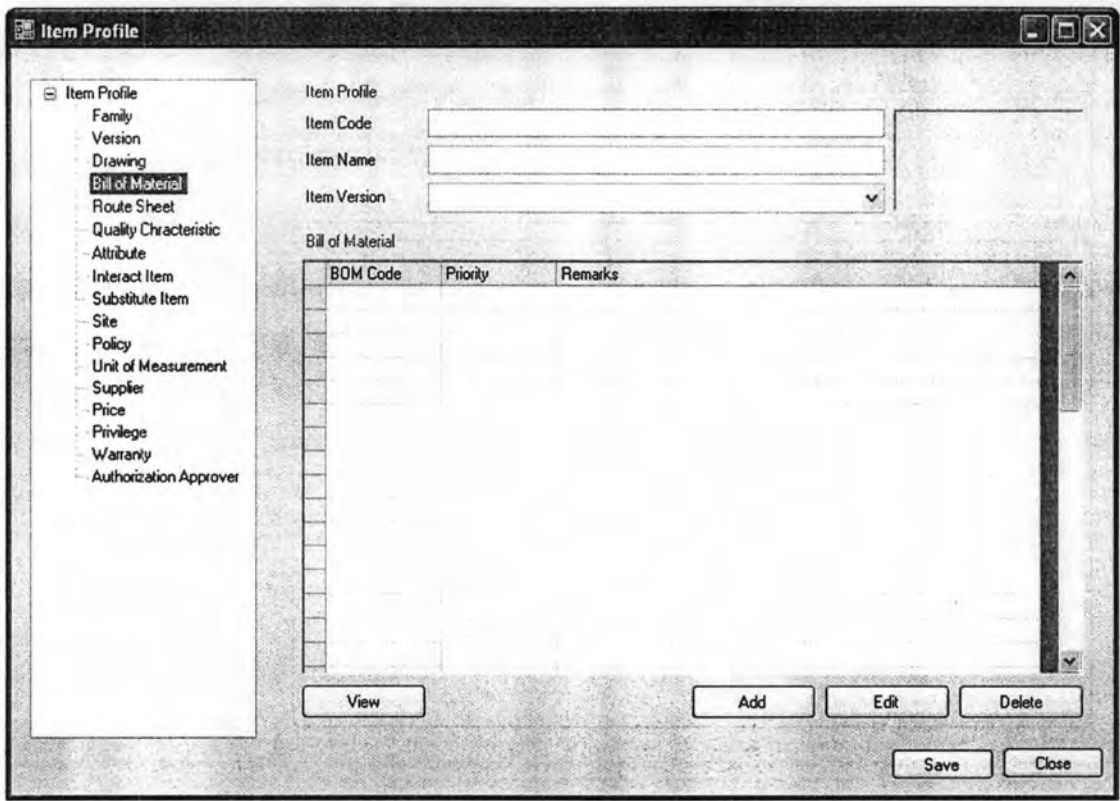 Item Profile
Item Profile
Family
Version
Drawing
Bill of Material
Route Sheet
Quality Chracteristic
Attribute
Interact Item
Substitute Item
Site
Policy
Unit of Measurement
Supplier
Price
Privilege
Warranty
Authorization Approver
Item Profile
Item Code
Item Name
Item Version
Bill of Material
BOM Code Priority Remarks
View Add Edit Delete
Save Close